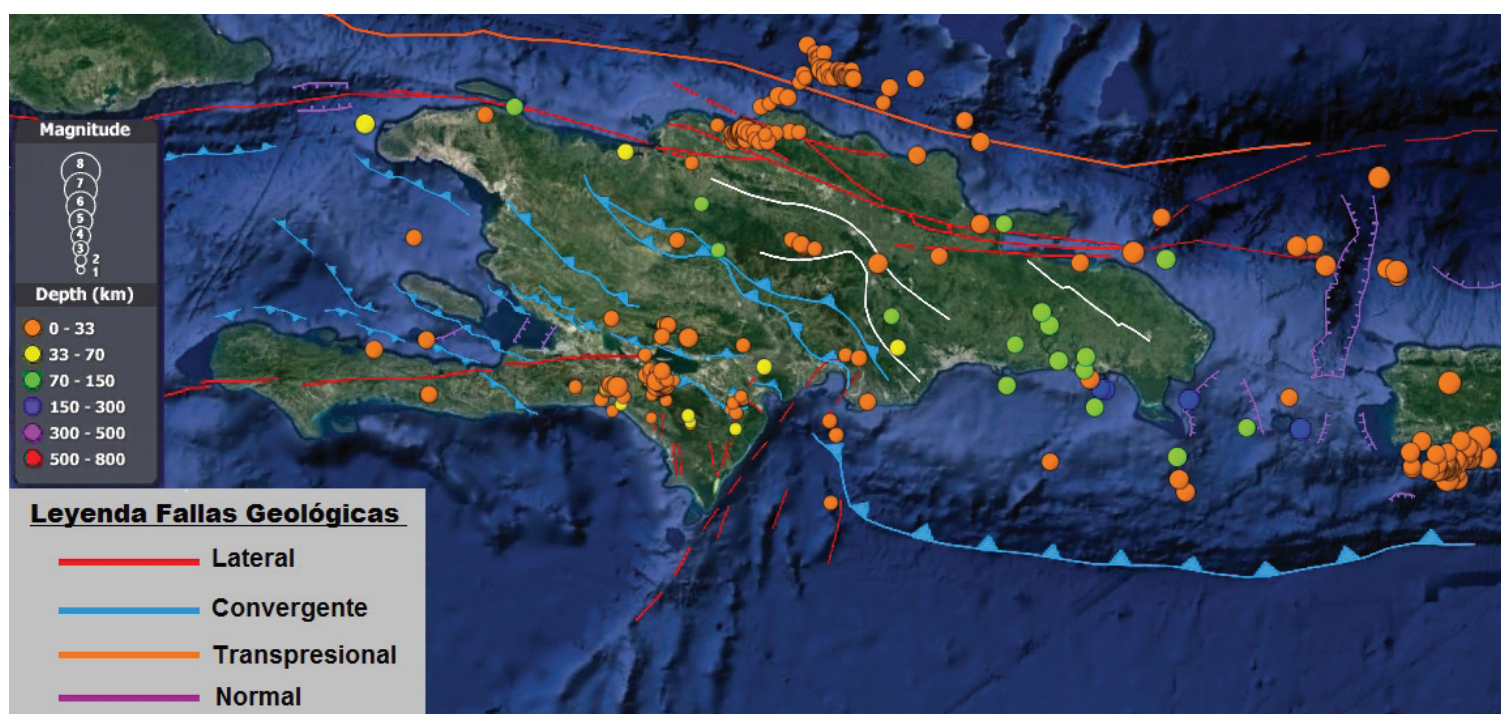 Magnitude
8
7
6
5
4
3
2
1
Depth (km)
0 - 33
33 - 70
70 - 150
150 - 300
300 - 500
500 - 800
Leyenda Fallas Geológicas
Lateral
Convergente
Transpresional
Normal